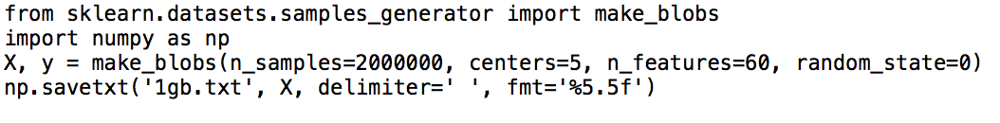 from sklearn.datasets.samples_generator import make_blobs
import numpy as np
X, y = make_blobs(n_samples=2000000, centers=5, n_features=60, random_state=0)
np.savetxt('1gb.txt', X, delimiter=' ', fmt='%5.5f')